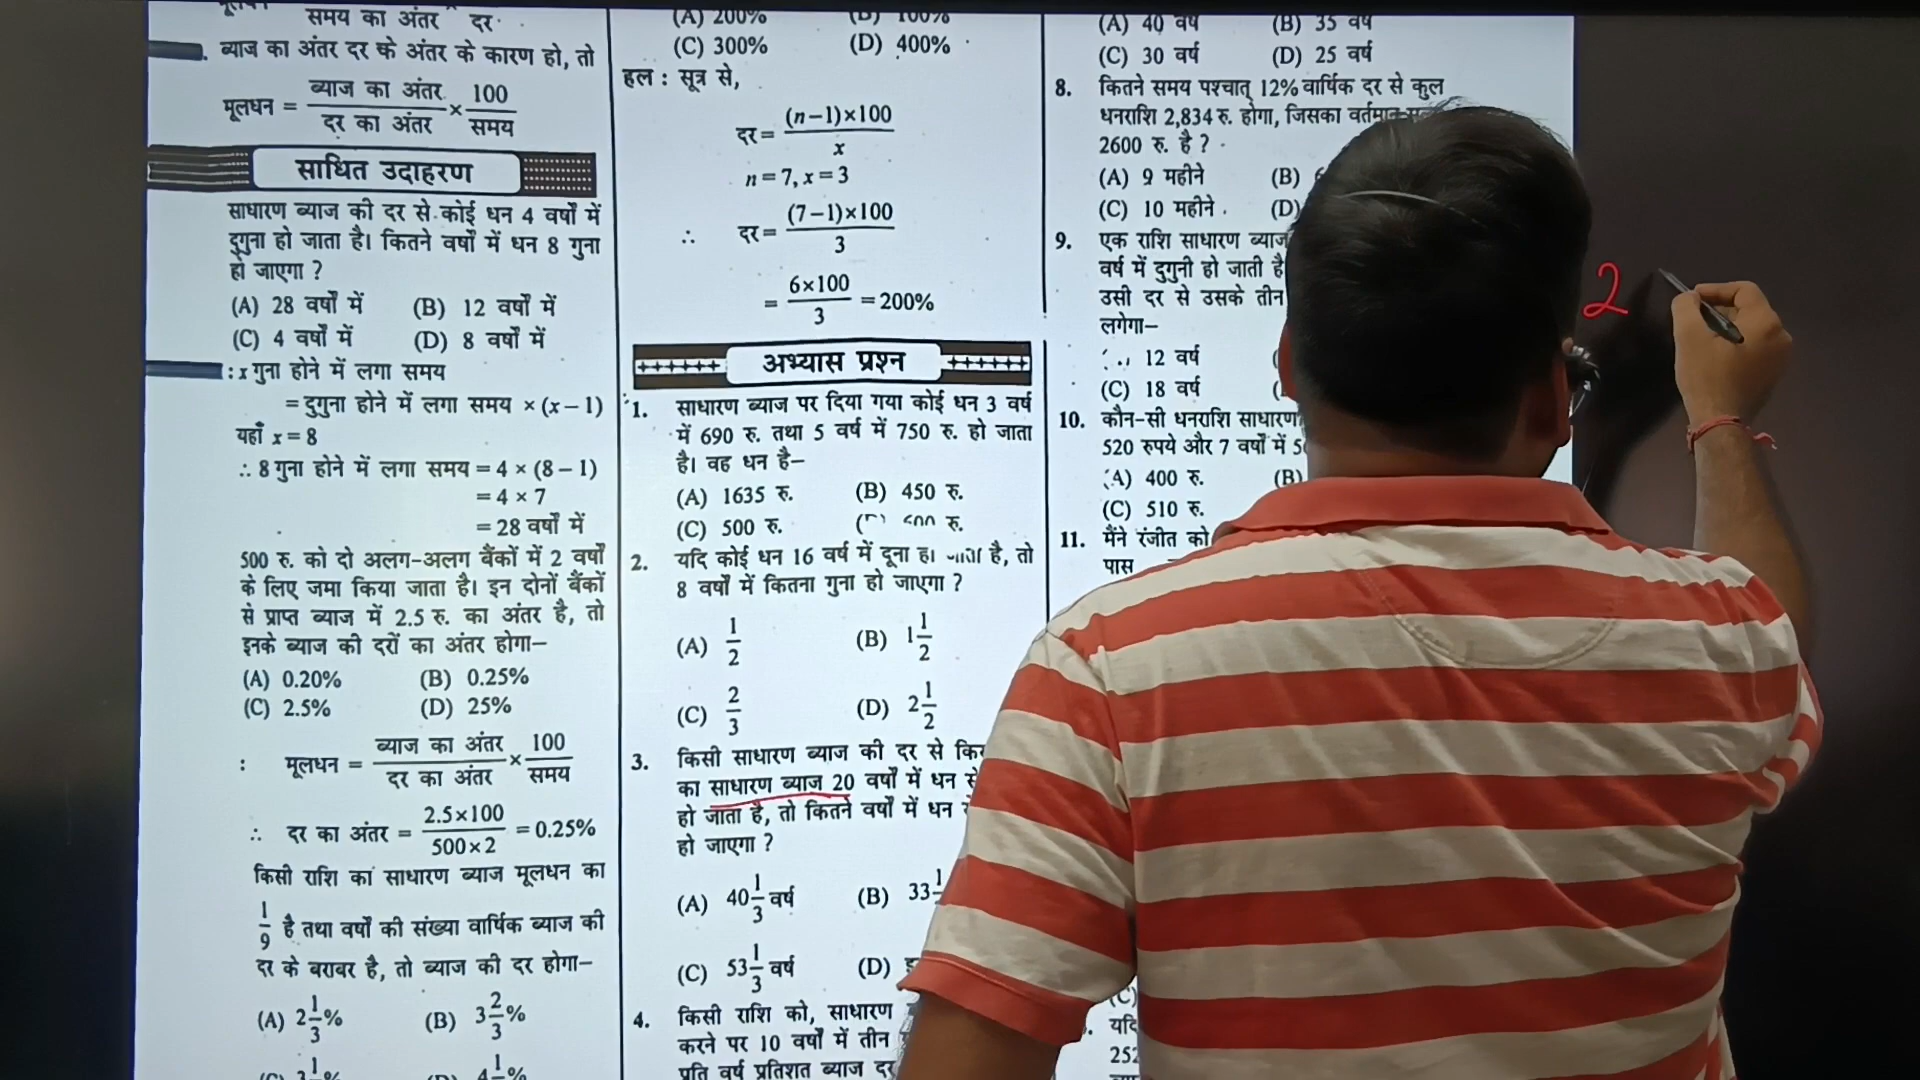 समय का अंतर दर
ब्याज का अंतर दर के अंतर के कारण हो, तो
मूलधन = ब्याज का अंतर / दर का अंतर × 100 / समय
साधित उदाहरण
साधारण ब्याज की दर से कोई धन 4 वर्षों में
दुगुना हो जाता है। कितने वर्षों में धन 8 गुना
हो जाएगा ?
(A) 28 वर्षों में (B) 12 वर्षों में
(C) 4 वर्षों में (D) 8 वर्षों में
: x गुना होने में लगा समय
= दुगुना होने में लगा समय × (x – 1)
यहाँ x = 8
∴ 8 गुना होने में लगा समय = 4 × (8 – 1)
= 4 × 7
= 28 वर्षों में
500 रु. को दो अलग-अलग बैंकों में 2 वर्षों
के लिए जमा किया जाता है। इन दोनों बैंकों
से प्राप्त ब्याज में 2.5 रु. का अंतर है, तो
इनके ब्याज की दरों का अंतर होगा–
(A) 0.20% (B) 0.25%
(C) 2.5% (D) 25%
: मूलधन = ब्याज का अंतर / दर का अंतर × 100 / समय
∴ दर का अंतर = 2.5×100 / 500×2 = 0.25%
किसी राशि का साधारण ब्याज मूलधन का
1/9 है तथा वर्षों की संख्या वार्षिक ब्याज की
दर के बराबर है, तो ब्याज की दर होगा–
(A) 2 1/3 % (B) 3 2/3 %
(A) 200% (B) 100%
(C) 300% (D) 400%
हल : सूत्र से,
दर = (n–1)×100 / x
n = 7, x = 3
∴ दर = (7–1)×100 / 3
= 6×100 / 3 = 200%
अभ्यास प्रश्न
1. साधारण ब्याज पर दिया गया कोई धन 3 वर्ष
में 690 रु. तथा 5 वर्ष में 750 रु. हो जाता
है। वह धन है–
(A) 1635 रु. (B) 450 रु.
(C) 500 रु. रु.
2. यदि कोई धन 16 वर्ष में दूना है, तो
8 वर्षों में कितना गुना हो जाएगा ?
(A) 1/2 (B) 1 1/2
(C) 2/3 (D) 2 1/2
3. किसी साधारण ब्याज की दर से
का साधारण ब्याज 20 वर्षों में धन
हो जाता है, तो कितने वर्षों में धन
हो जाएगा ?
(A) 40 1/3 वर्ष (B) 33
(C) 53 1/3 वर्ष (D)
4. किसी राशि को, साधारण
करने पर 10 वर्षों में तीन
प्रति वर्ष प्रतिशत ब्याज दर
(A) 40 वर्ष (B) 35 वर्ष
(C) 30 वर्ष (D) 25 वर्ष
8. कितने समय पश्चात् 12% वार्षिक दर से कुल
धनराशि 2,834 रु. होगा, जिसका वर्तमान
2600 रु. है ?
(A) 9 महीने (B)
(C) 10 महीने (D)
9. एक राशि साधारण ब्याज
वर्ष में दुगुनी हो जाती है
उसी दर से उसके तीन
लगेगा–
12 वर्ष
(C) 18 वर्ष
10. कौन-सी धनराशि साधारण
520 रुपये और 7 वर्षों में
(A) 400 रु. (B)
(C) 510 रु.
11. मैंने रंजीत को
पास
यदि
2